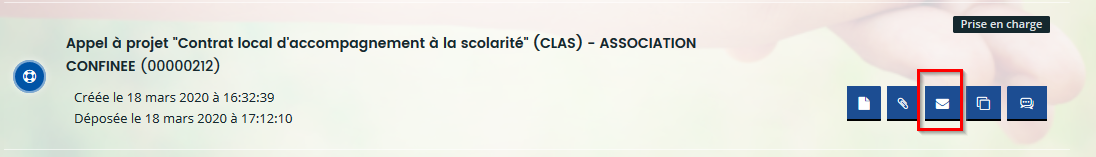 Prise en charge
Appel à projet "Contrat local d'accompagnement à la scolarité" (CLAS) - ASSOCIATION
CONFINEE (00000212)
Créée le 18 mars 2020 à 16:32:39
Déposée le 18 mars 2020 à 17:12:10